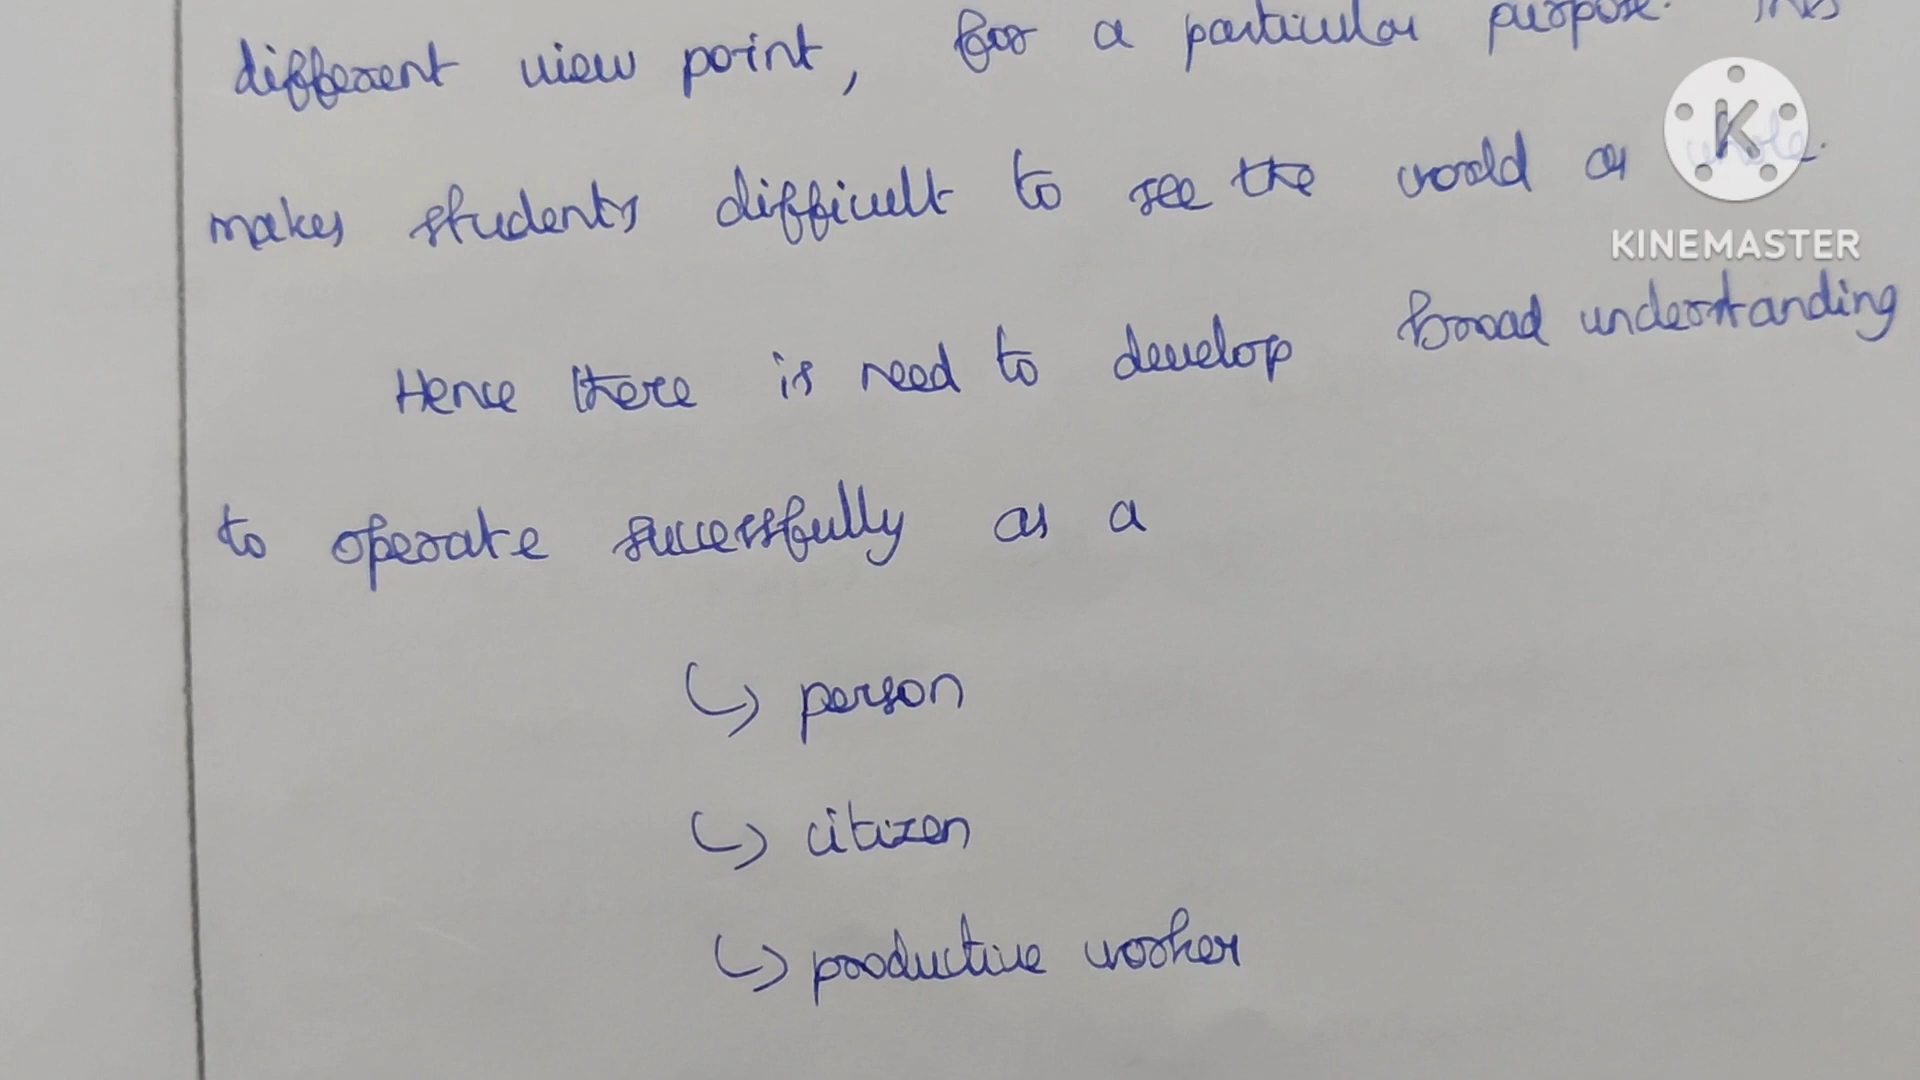 different view point, for a particular purpose. This
makes students difficult to see the world as whole.
K
KINEMASTER
Hence there is need to develop broad understanding
to operate successfully as a
↳ person
↳ citizen
↳ productive worker